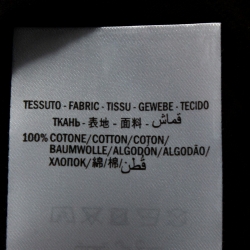 TESSUTO - FABRIC - TISSU - GEWEBE - TECIDO
ТКАНЬ - 表地 - 面料 - قماش
100% COTONE/COTTON/COTON/
BAUMWOLLE/ALGODÓN/ALGODÃO/
ХЛОПОК/綿/棉/قُطن